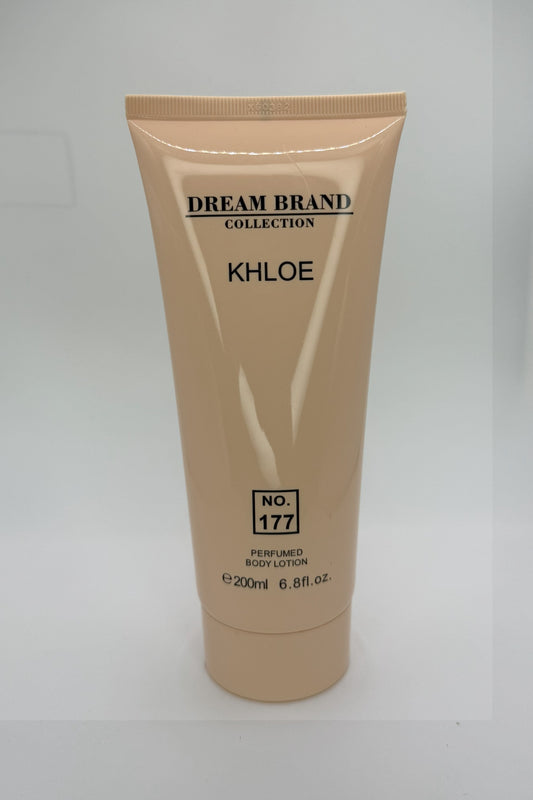 DREAM BRAND
COLLECTION
KHLOE
NO.
177
PERFUMED
BODY LOTION
℮200ml 6.8fl.oz.